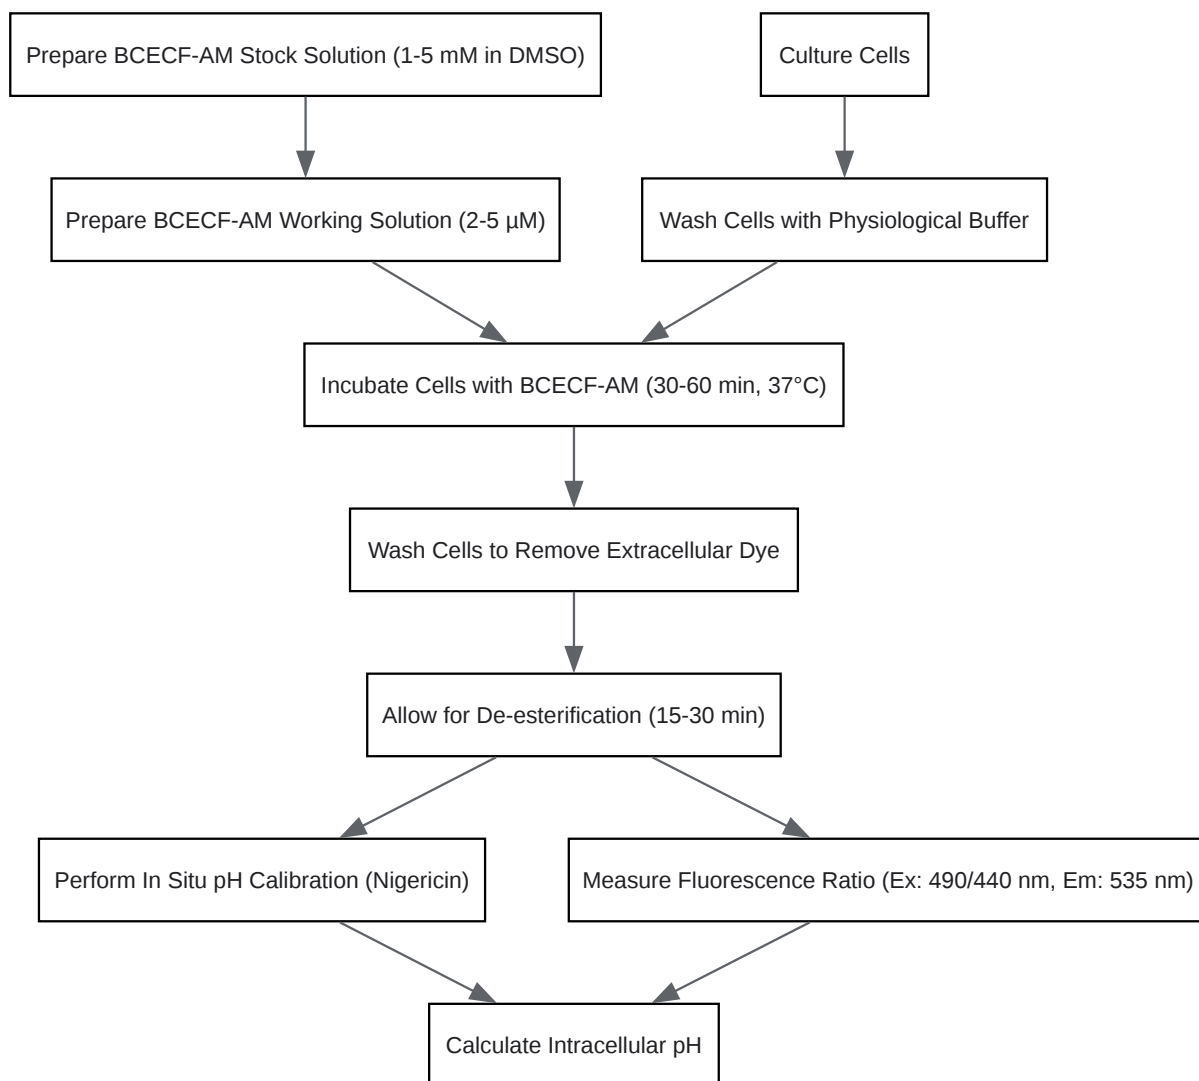 Prepare BCECF-AM Stock Solution (1-5 mM in DMSO)
Culture Cells
Prepare BCECF-AM Working Solution (2-5 µM)
Wash Cells with Physiological Buffer
Incubate Cells with BCECF-AM (30-60 min, 37°C)
Wash Cells to Remove Extracellular Dye
Allow for De-esterification (15-30 min)
Perform In Situ pH Calibration (Nigericin)
Measure Fluorescence Ratio (Ex: 490/440 nm, Em: 535 nm)
Calculate Intracellular pH